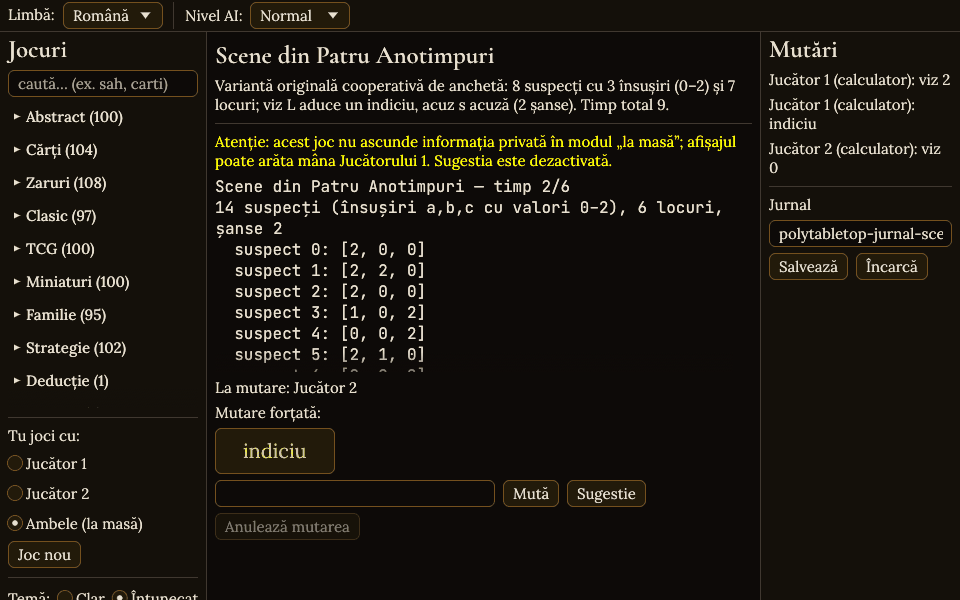 Limbă: Română ▼ Nivel AI: Normal ▼
Jocuri
caută... (ex. sah, carti)
▸ Abstract (100)
▸ Cărți (104)
▸ Zaruri (108)
▸ Clasic (97)
▸ TCG (100)
▸ Miniaturi (100)
▸ Familie (95)
▸ Strategie (102)
▸ Deducție (1)
Tu joci cu:
Jucător 1
Jucător 2
Ambele (la masă)
Joc nou
Temă: Clar Întunecat
Scene din Patru Anotimpuri
Variantă originală cooperativă de anchetă: 8 suspecți cu 3 însușiri (0–2) și 7
locuri; viz L aduce un indiciu, acuz s acuză (2 șanse). Timp total 9.
Atenție: acest joc nu ascunde informația privată în modul „la masă”; afișajul
poate arăta mâna Jucătorului 1. Sugestia este dezactivată.
Scene din Patru Anotimpuri — timp 2/6
14 suspecți (însușiri a,b,c cu valori 0–2), 6 locuri,
șanse 2
suspect 0: [2, 0, 0]
suspect 1: [2, 2, 0]
suspect 2: [2, 0, 0]
suspect 3: [1, 0, 2]
suspect 4: [0, 0, 2]
suspect 5: [2, 1, 0]
La mutare: Jucător 2
Mutare forțată:
indiciu
Mută Sugestie
Anulează mutarea
Mutări
Jucător 1 (calculator): viz 2
Jucător 1 (calculator):
indiciu
Jucător 2 (calculator): viz
0
Jurnal
polytabletop-jurnal-sce
Salvează Încarcă